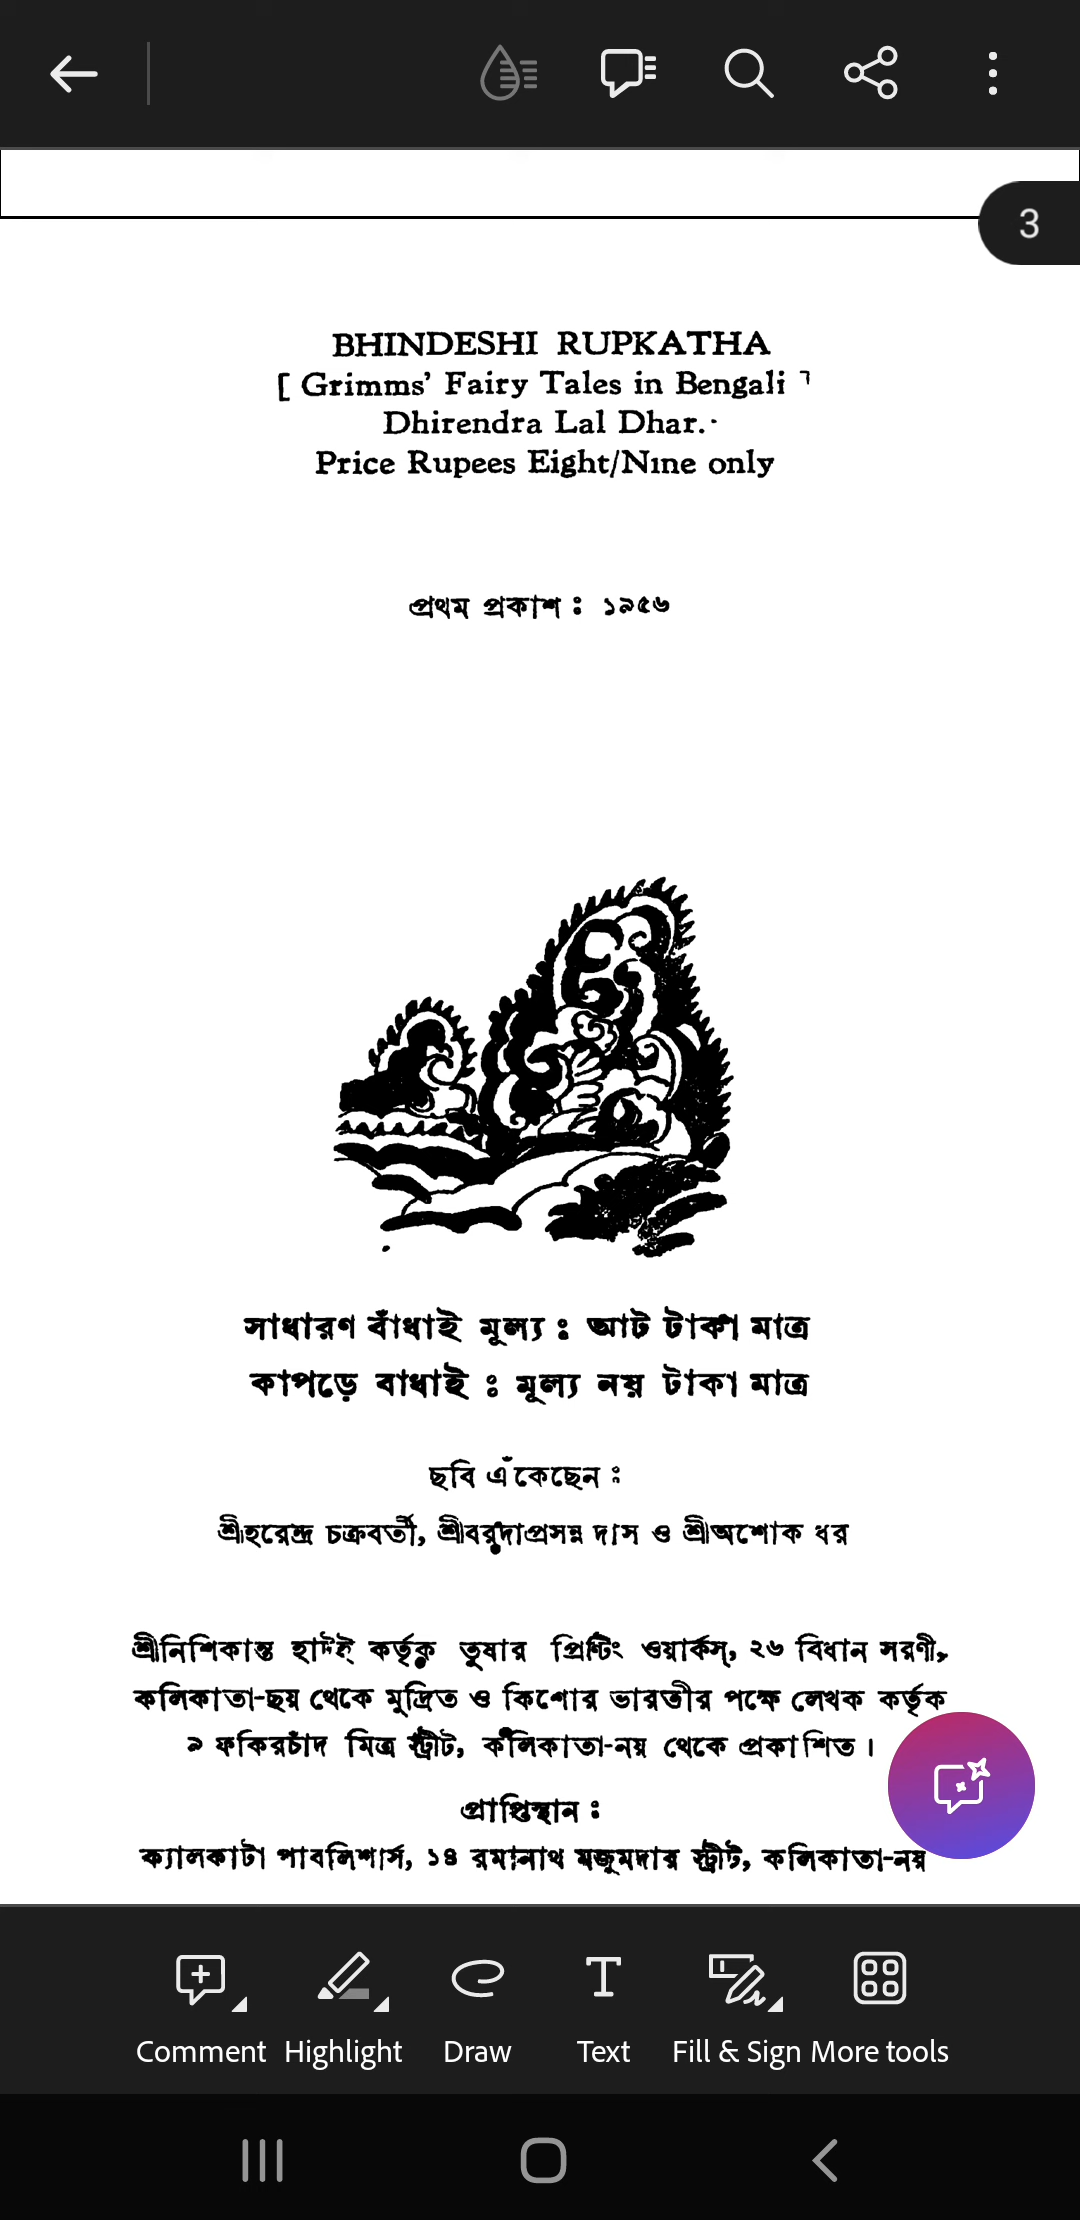 3
BHINDESHI RUPKATHA
[ Grimms' Fairy Tales in Bengali ]
Dhirendra Lal Dhar.
Price Rupees Eight/Nine only
প্রথম প্রকাশ : ১৯৫৬
সাধারণ বাঁধাই মূল্য : আট টাকা মাত্র
কাপড়ে বাধাই : মূল্য নয় টাকা মাত্র
ছবি এঁকেছেন :
শ্রীহরেন্দ্র চক্রবর্তী, শ্রীবরদাপ্রসন্ন দাস ও শ্রীঅশোক ধর
শ্রীনিশিকান্ত হাটই কর্তৃক তুষার প্রিন্টিং ওয়ার্কস্, ২৬ বিধান সরণী,
কলিকাতা-ছয় থেকে মুদ্রিত ও কিশোর ভারতীর পক্ষে লেখক কর্তৃক
৯ ফকিরচাঁদ মিত্র স্ট্রীট, কলিকাতা-নয় থেকে প্রকাশিত ।
প্রাপ্তিস্থান :
ক্যালকাটা পাবলিশার্স, ১৪ রমানাথ মজুমদার স্ট্রীট, কলিকাতা-নয়
Comment Highlight Draw Text Fill & Sign More tools